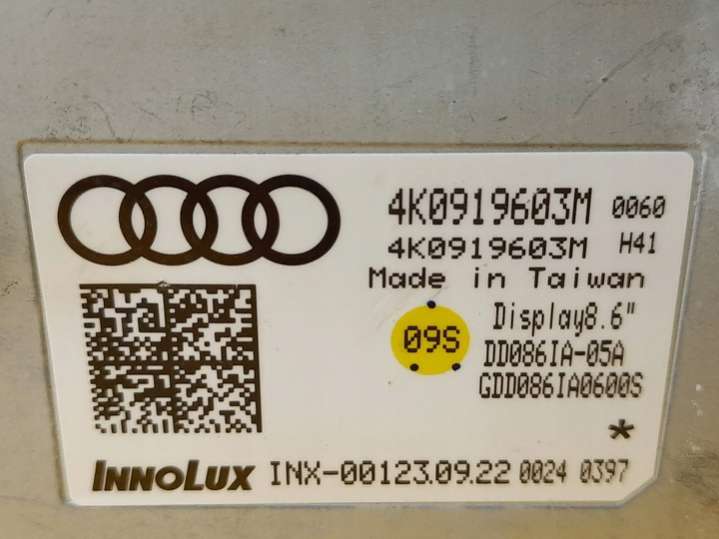 4K0919603M 0060
4K0919603M H41
Made in Taiwan
Display8.6"
09S
DD086IA-05A
GDD086IA0600S
*
INNOLUX INX-00123.09.22 0024 0397